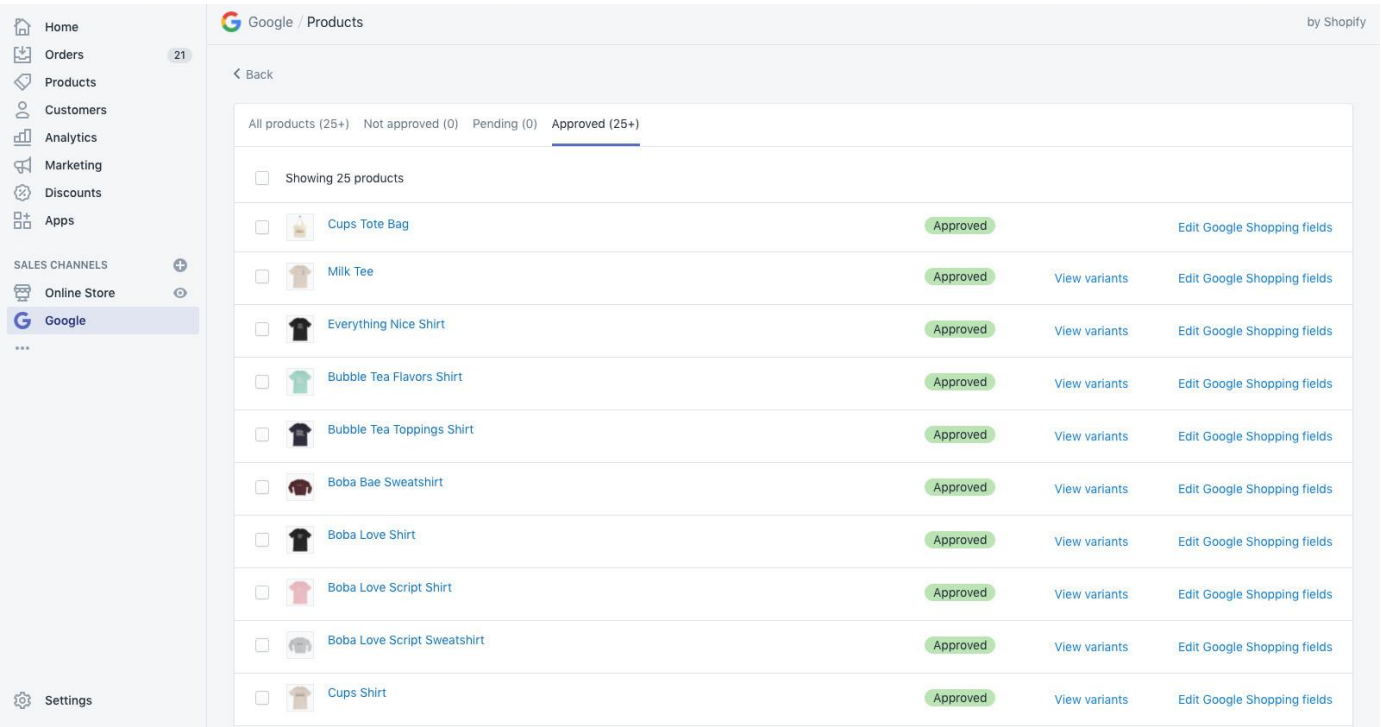 Home
Orders 21
Products
Customers
Analytics
Marketing
Discounts
Apps
SALES CHANNELS
Online Store
Google
Settings
Google / Products by Shopify
Back
All products (25+) Not approved (0) Pending (0) Approved (25+)
Showing 25 products
Cups Tote Bag Approved Edit Google Shopping fields
Milk Tee Approved View variants Edit Google Shopping fields
Everything Nice Shirt Approved View variants Edit Google Shopping fields
Bubble Tea Flavors Shirt Approved View variants Edit Google Shopping fields
Bubble Tea Toppings Shirt Approved View variants Edit Google Shopping fields
Boba Bae Sweatshirt Approved View variants Edit Google Shopping fields
Boba Love Shirt Approved View variants Edit Google Shopping fields
Boba Love Script Shirt Approved View variants Edit Google Shopping fields
Boba Love Script Sweatshirt Approved View variants Edit Google Shopping fields
Cups Shirt Approved View variants Edit Google Shopping fields